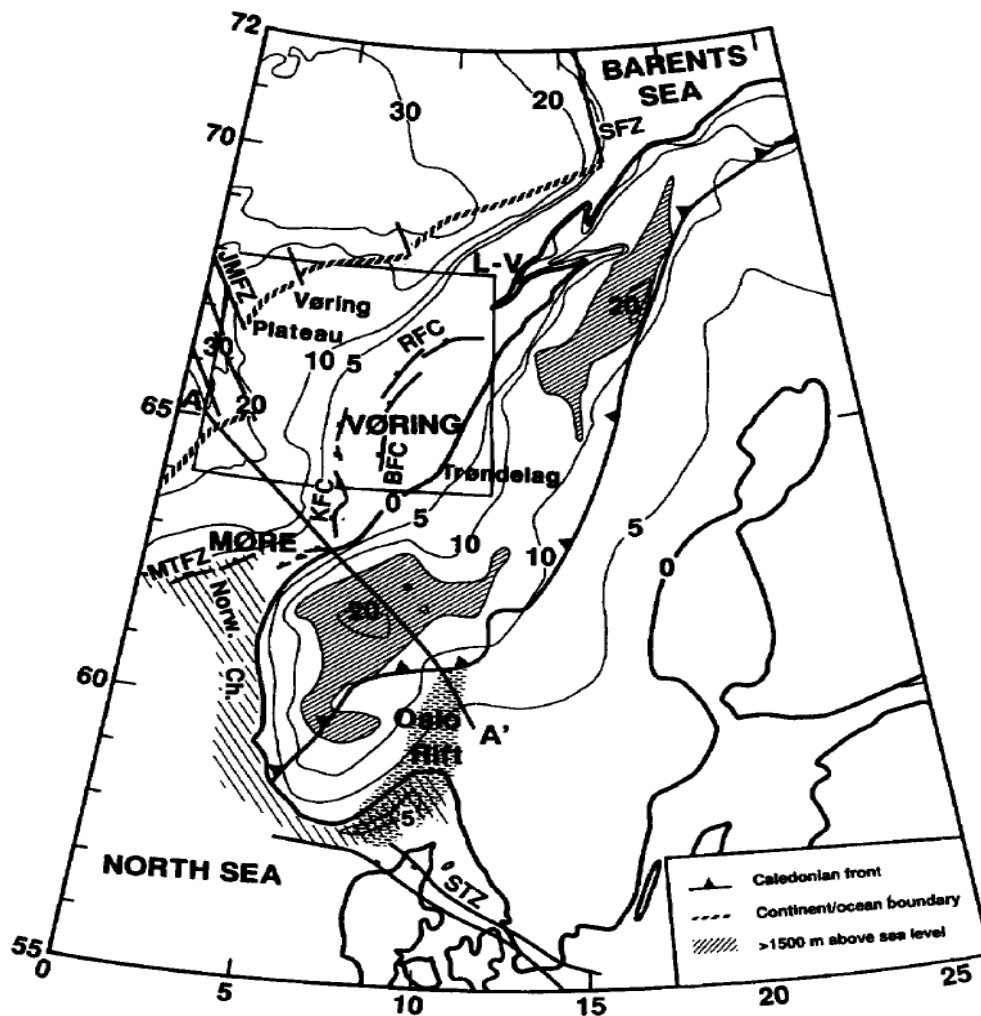 72
BARENTS
SEA
30
20
SFZ
70
L-V
JMFZ
Vøring
Plateau
20
RFC
30
10
5
A
65
20
VØRING
BFC
Trøndelag
KFC
0
5
5
MØRE
10
10
MTFZ
0
20
Norw. Ch.
60
Oslo
Rift
A'
5
NORTH SEA
STZ
Caledonian front
Continent/ocean boundary
>1500 m above sea level
55
0
5
10
15
20
25